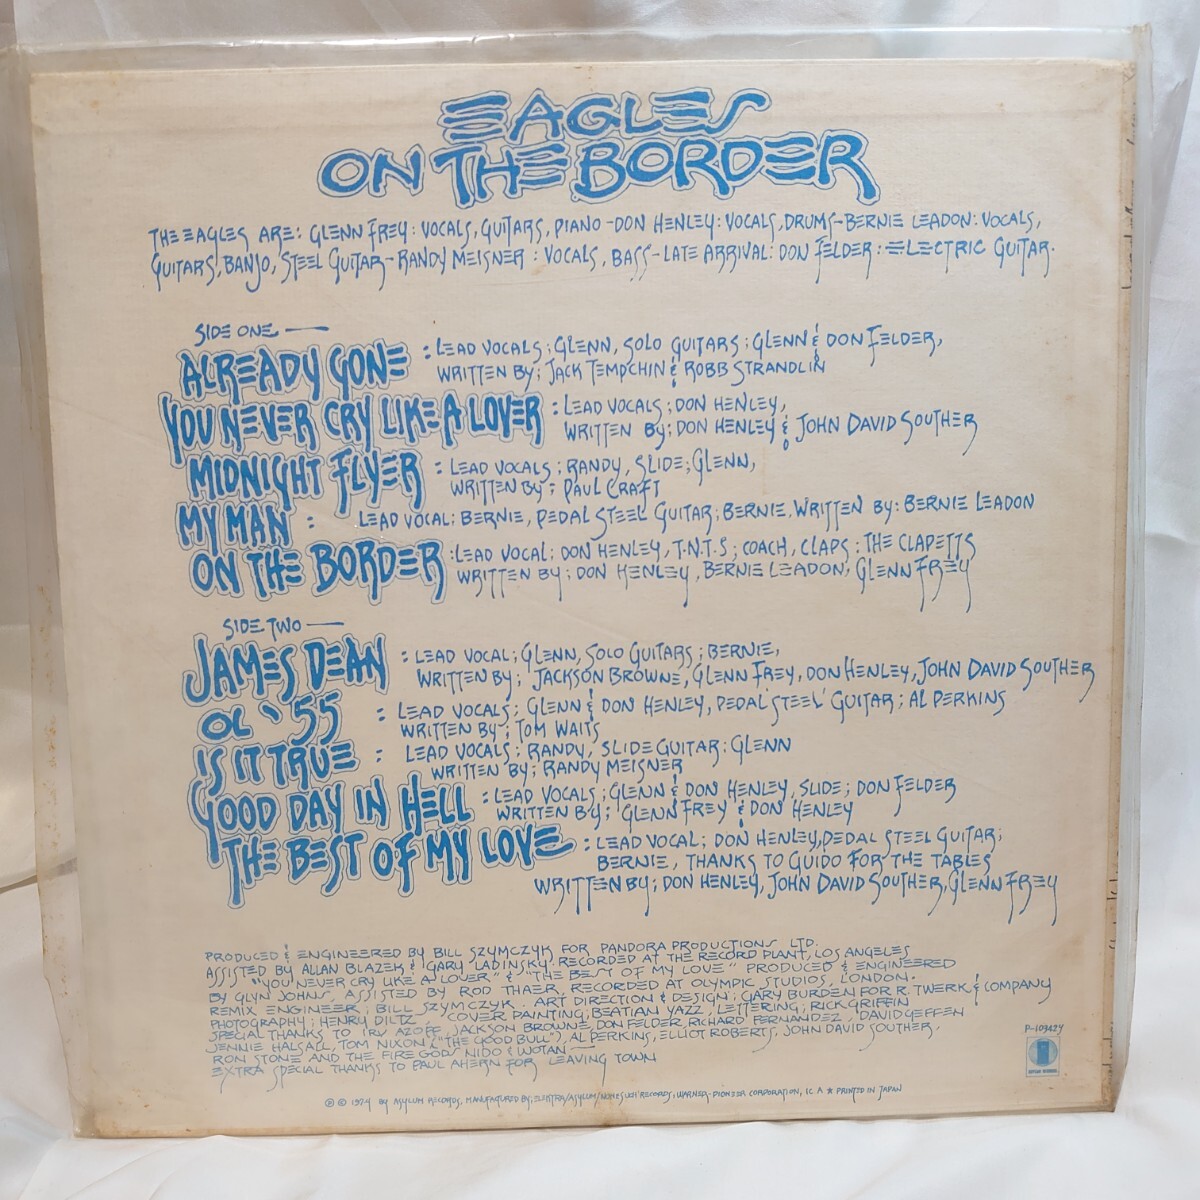 EAGLES
ON THE BORDER
THE EAGLES ARE: GLENN FREY: VOCALS, GUITARS, PIANO-DON HENLEY: VOCALS, DRUMS-BERNIE LEADON: VOCALS,
GUITARS, BANJO, STEEL GUITAR-RANDY MEISNER: VOCALS, BASS-LATE ARRIVAL: DON FELDER: ELECTRIC GUITAR.
SIDE ONE —
ALREADY GONE : LEAD VOCALS; GLENN, SOLO GUITARS; GLENN & DON FELDER,
WRITTEN BY; JACK TEMPCHIN & ROBB STRANDLIN
YOU NEVER CRY LIKE A LOVER : LEAD VOCALS; DON HENLEY,
WRITTEN BY; DON HENLEY & JOHN DAVID SOUTHER
MIDNIGHT FLYER : LEAD VOCALS; RANDY, SLIDE; GLENN,
WRITTEN BY; PAUL CRAFT
MY MAN : LEAD VOCAL; BERNIE, PEDAL STEEL GUITAR; BERNIE, WRITTEN BY: BERNIE LEADON
ON THE BORDER : LEAD VOCAL: DON HENLEY, T.N.T.S; COACH, CLAPS; THE CLAPETTS
WRITTEN BY; DON HENLEY, BERNIE LEADON, GLENN FREY
SIDE TWO —
JAMES DEAN : LEAD VOCAL; GLENN, SOLO GUITARS; BERNIE,
WRITTEN BY; JACKSON BROWNE, GLENN FREY, DON HENLEY, JOHN DAVID SOUTHER
OL '55 : LEAD VOCALS; GLENN & DON HENLEY, PEDAL STEEL GUITAR; AL PERKINS
WRITTEN BY; TOM WAITS
IS IT TRUE : LEAD VOCALS; RANDY, SLIDE GUITAR; GLENN
WRITTEN BY; RANDY MEISNER
GOOD DAY IN HELL : LEAD VOCALS; GLENN & DON HENLEY, SLIDE; DON FELDER
WRITTEN BY; GLENN FREY & DON HENLEY
THE BEST OF MY LOVE : LEAD VOCAL; DON HENLEY, PEDAL STEEL GUITAR;
BERNIE, THANKS TO GUIDO FOR THE TABLES
WRITTEN BY; DON HENLEY, JOHN DAVID SOUTHER, GLENN FREY
PRODUCED & ENGINEERED BY BILL SZYMCZYK FOR PANDORA PRODUCTIONS LTD.
ASSISTED BY ALLAN BLAZEK & GARY LADINSKY; RECORDED AT THE RECORD PLANT, LOS ANGELES
"YOU NEVER CRY LIKE A LOVER" & "THE BEST OF MY LOVE" PRODUCED & ENGINEERED
BY GLYN JOHNS, ASSISTED BY ROD THAER, RECORDED AT OLYMPIC STUDIOS, LONDON.
REMIX ENGINEER; BILL SZYMCZYK. ART DIRECTION & DESIGN; GARY BURDEN FOR R. TWERK & COMPANY
PHOTOGRAPHY; HENRY DILTZ, COVER PAINTING; BEATIAN YAZZ, LETTERING; RICK GRIFFIN
SPECIAL THANKS TO IRV AZOFF, JACKSON BROWNE, DON FELDER, RICHARD FERNANDEZ, DAVID GEFFEN
JENNIE HALSALL, TOM NIXON ("THE GOOD BULL"), AL PERKINS, ELLIOT ROBERTS, JOHN DAVID SOUTHER,
RON STONE AND THE FIRE GODS NIDO & WOTAN
EXTRA SPECIAL THANKS TO PAUL AHERN FOR LEAVING TOWN
P-10942Y
ASYLUM RECORDS
Ⓟ © 1974 BY ASYLUM RECORDS, MANUFACTURED BY; ELEKTRA/ASYLUM/NONESUCH RECORDS, WARNER-PIONEER CORPORATION, IC A ★ PRINTED IN JAPAN